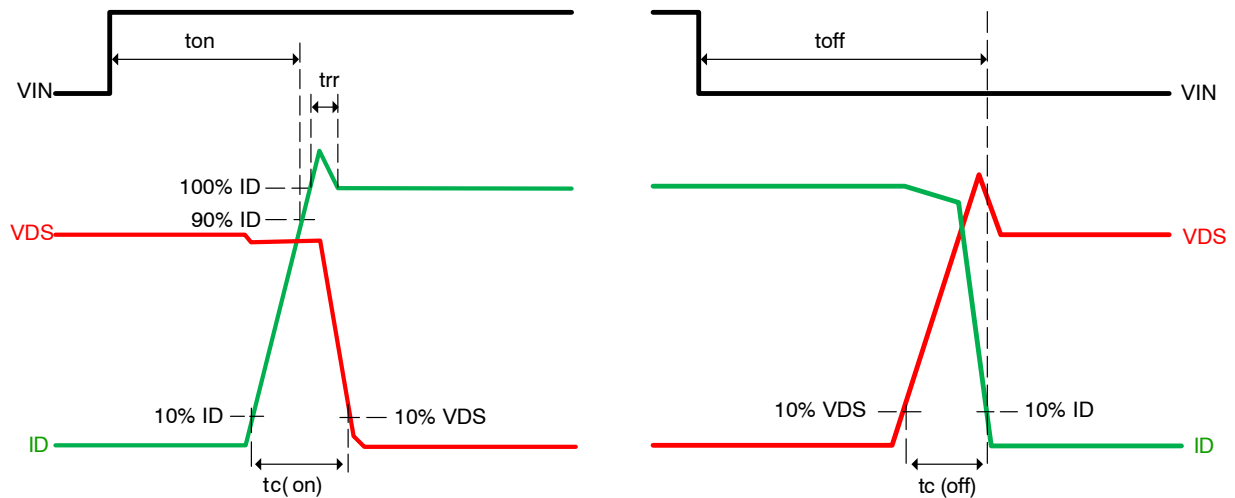 ton
toff
trr
VIN
VIN
100% ID
90% ID
VDS
VDS
10% ID
10% VDS
10% VDS
10% ID
ID
ID
tc( on)
tc (off)